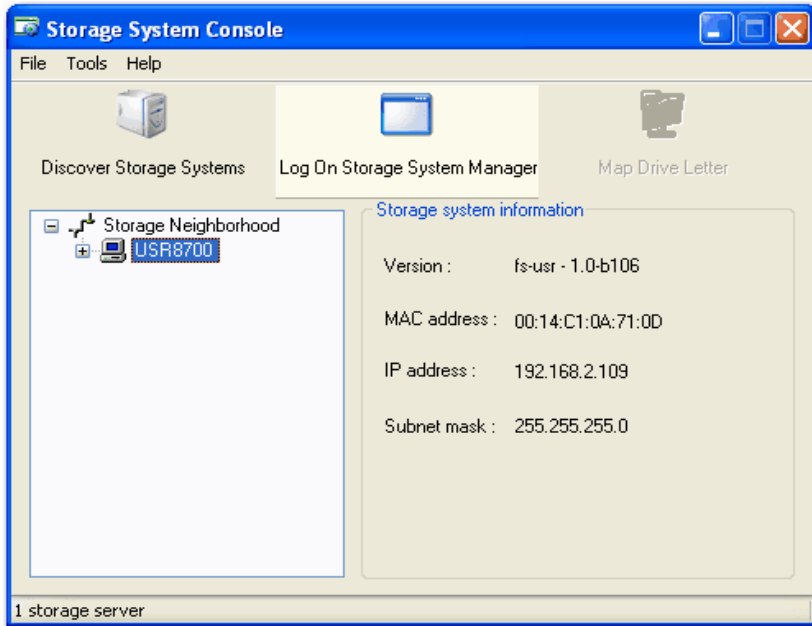 Storage System Console
File Tools Help
Discover Storage Systems
Log On Storage System Manager
Map Drive Letter
Storage Neighborhood
USR8700
Storage system information
Version : fs-usr - 1.0-b106
MAC address : 00:14:C1:0A:71:0D
IP address : 192.168.2.109
Subnet mask : 255.255.255.0
1 storage server